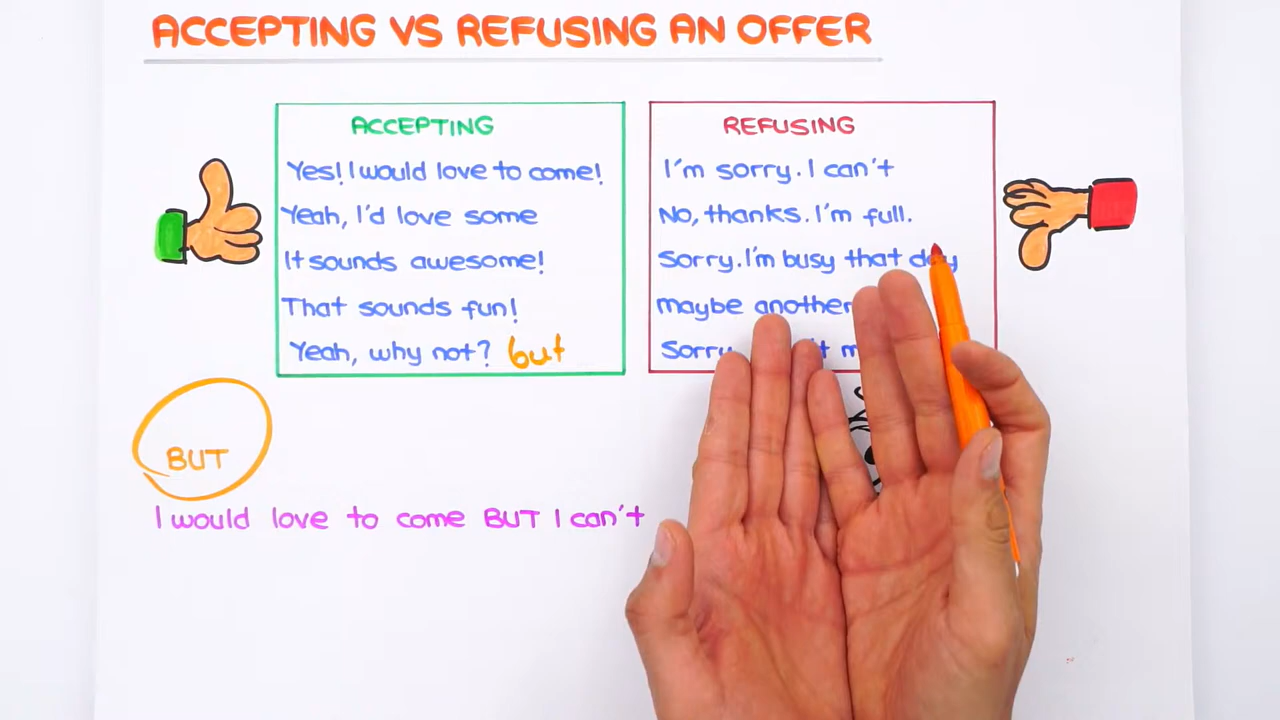 ACCEPTING VS REFUSING AN OFFER
ACCEPTING
Yes! I would love to come!
Yeah, I'd love some
It sounds awesome!
That sounds fun!
Yeah, why not? but
REFUSING
I'm sorry. I can't
No, thanks. I'm full.
Sorry. I'm busy that day
maybe another
Sorry
BUT
I would love to come BUT I can't